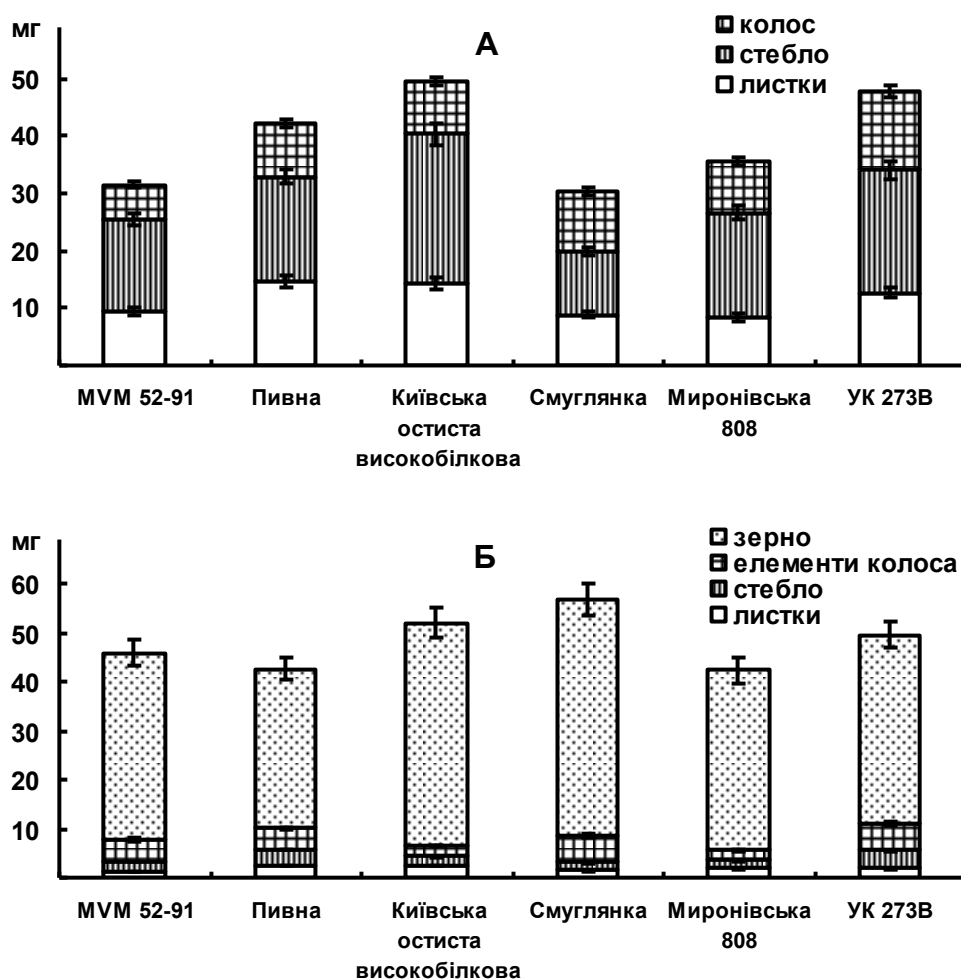 мг
А
колос
стебло
листки
50
40
30
20
10
MVM 52-91
Пивна
Київська
остиста
високобілкова
Смуглянка
Миронівська
808
УК 273В
мг
Б
зерно
елементи колоса
стебло
листки
60
50
40
30
20
10
MVM 52-91
Пивна
Київська
остиста
високобілкова
Смуглянка
Миронівська
808
УК 273В